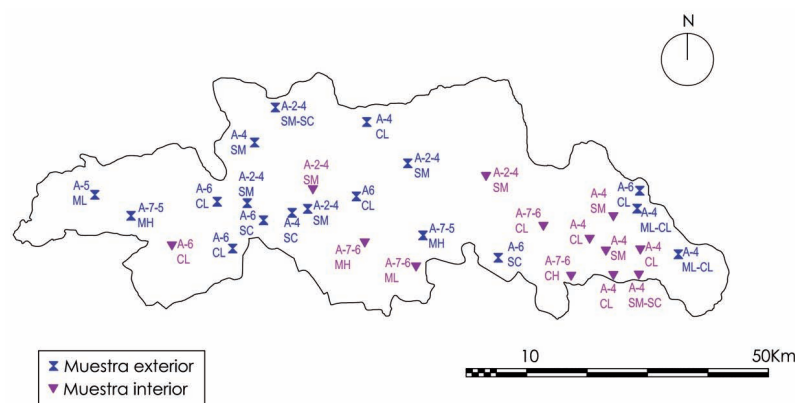 N
A-2-4
SM-SC
A-4
CL
A-4
SM
A-2-4
SM
A-2-4
SM
A-2-4
SM
A-5
ML
A-7-5
MH
A-6
CL
A-2-4
SM
A-6
SC
A-4
SC
A-2-4
SM
A6
CL
A-6
CL
A-6
CL
A-7-6
MH
A-7-5
MH
A-7-6
ML
A-6
SC
A-7-6
CL
A-7-6
CH
A-4
SM
A-4
CL
A-4
SM
A-6
CL
A-4
ML-CL
A-4
CL
A-4
ML-CL
A-4
CL
A-4
SM-SC
Muestra exterior
Muestra interior
10
50Km